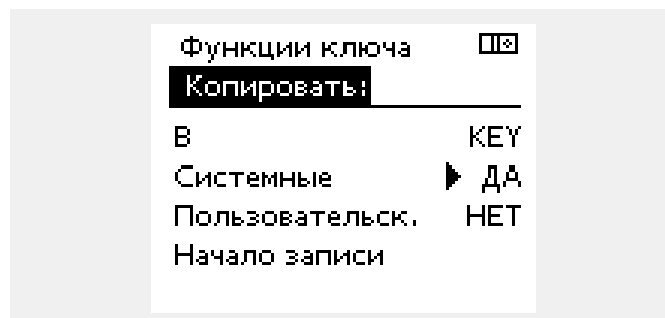 Функции ключа
Копировать:
В KEY
Системные ДА
Пользовательск. НЕТ
Начало записи